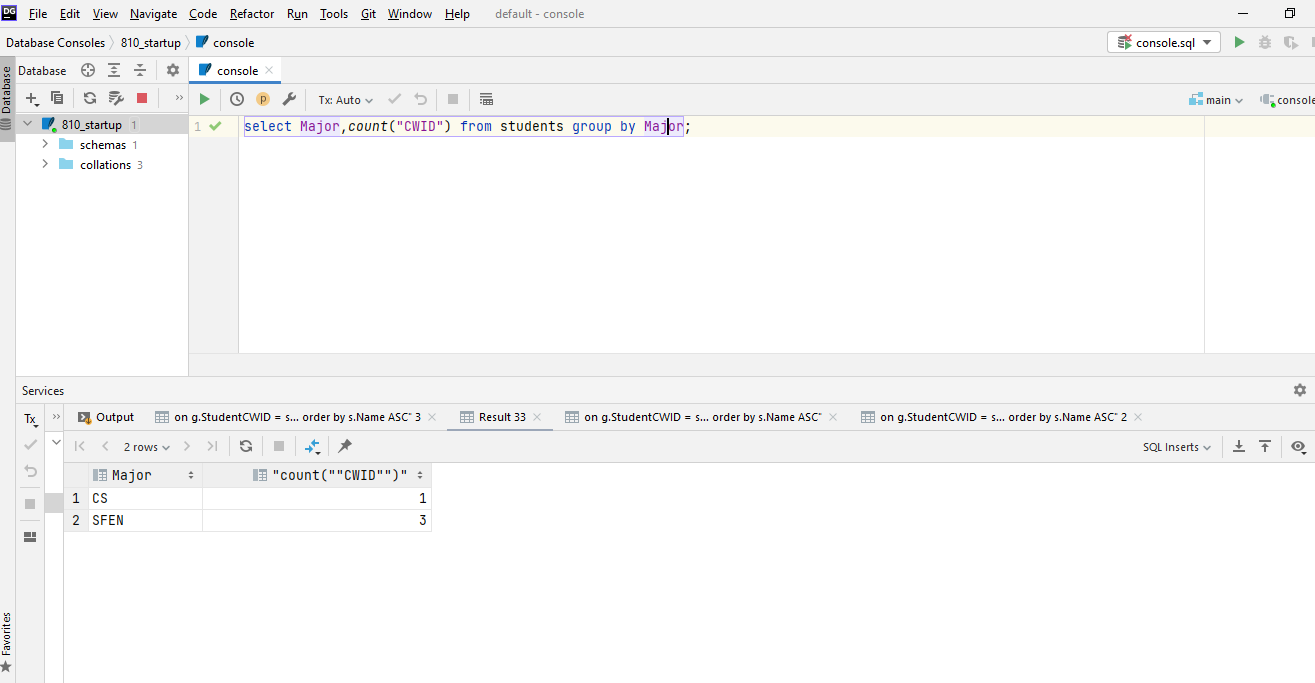 DG File Edit View Navigate Code Refactor Run Tools Git Window Help default - console
Database Consoles 810_startup console console.sql
Database
Database console
Tx: Auto main console
810_startup 1
schemas 1
collations 3
1 select Major,count("CWID") from students group by Major;
Services
Tx Output on g.StudentCWID = s... order by s.Name ASC" 3 Result 33 on g.StudentCWID = s... order by s.Name ASC" on g.StudentCWID = s... order by s.Name ASC" 2
2 rows SQL Inserts
Major "count(""CWID"")"
1 CS 1
2 SFEN 3
Favorites